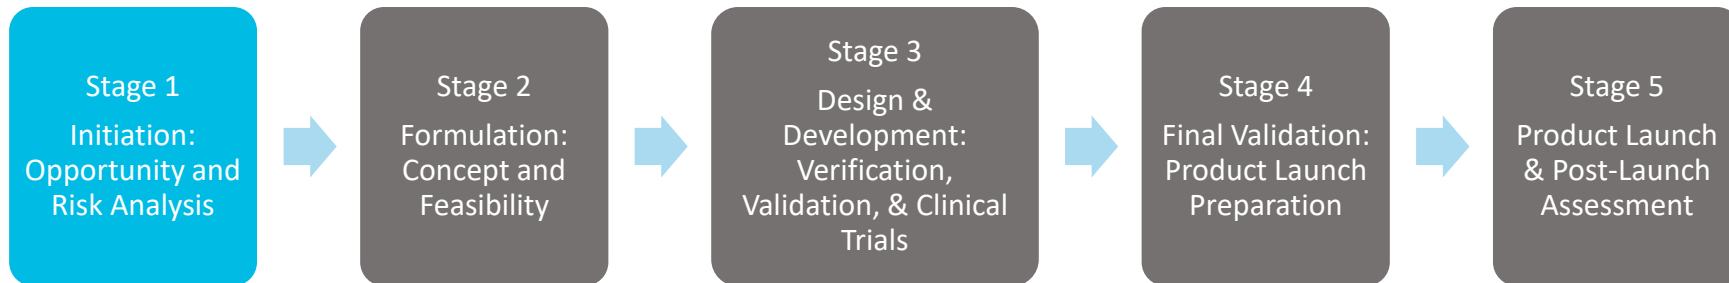 Stage 1
Initiation:
Opportunity and
Risk Analysis
Stage 2
Formulation:
Concept and
Feasibility
Stage 3
Design &
Development:
Verification,
Validation, & Clinical
Trials
Stage 4
Final Validation:
Product Launch
Preparation
Stage 5
Product Launch
& Post-Launch
Assessment